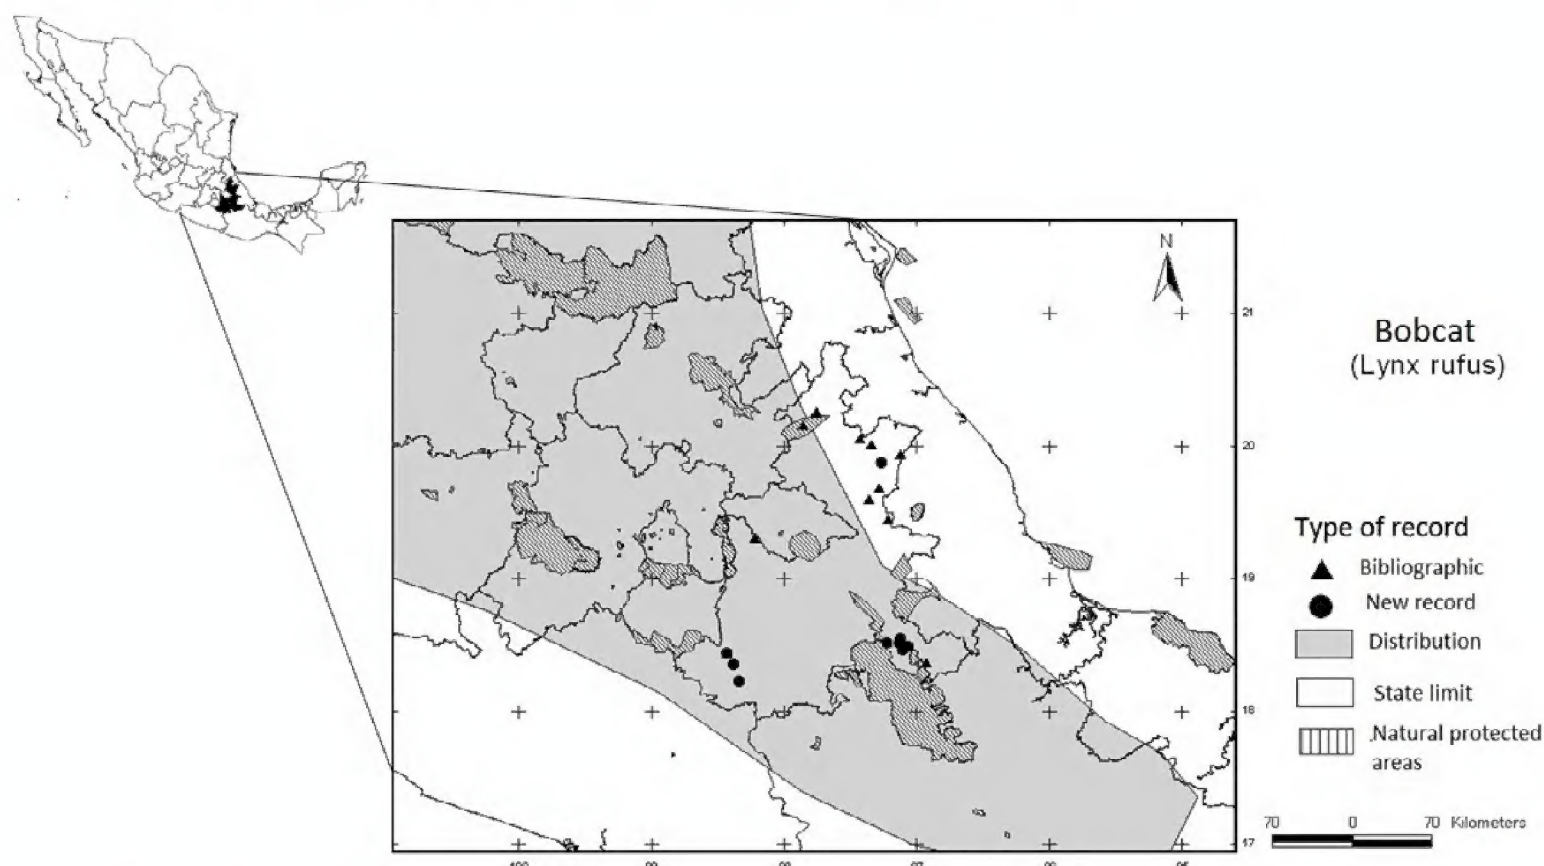 N
21
20
19
18
17
Bobcat
(Lynx rufus)
Type of record
Bibliographic
New record
Distribution
State limit
Natural protected
areas
70 0 70 Kilometers